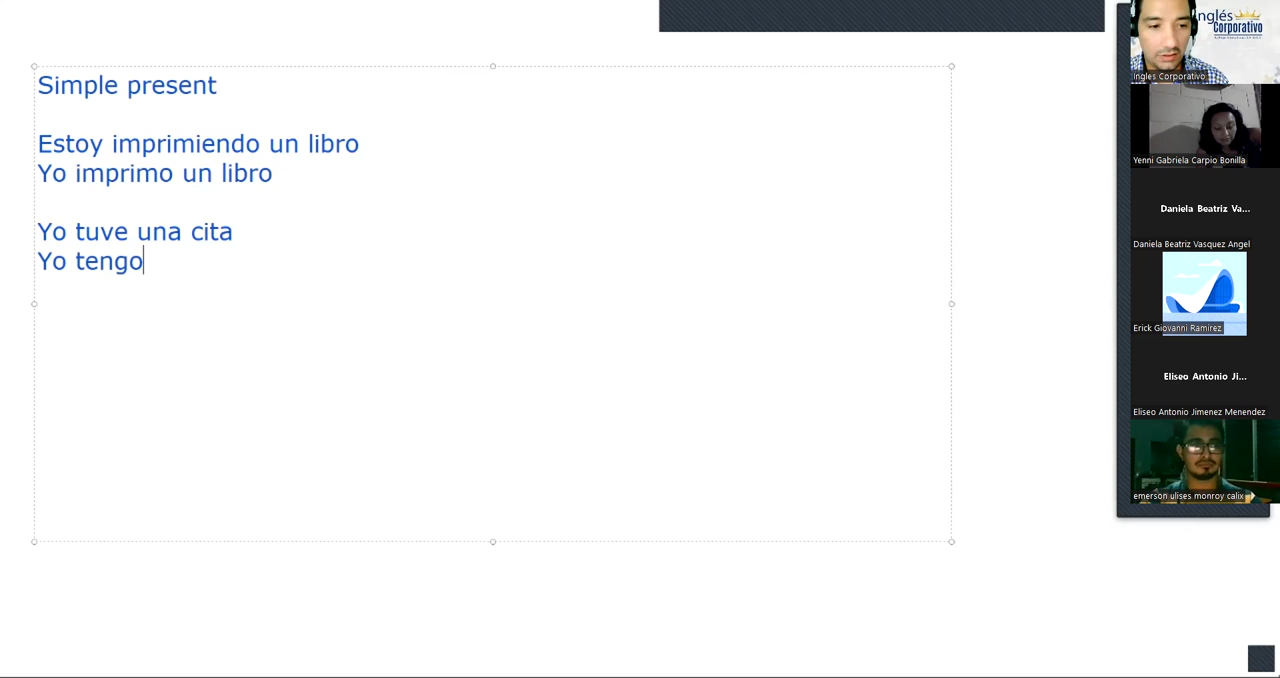 Simple present
Estoy imprimiendo un libro
Yo imprimo un libro
Yo tuve una cita
Yo tengo
Inglés
Corporativo
Ingles Corporativo
Yenni Gabriela Carpio Bonilla
Daniela Beatriz Va...
Daniela Beatriz Vasquez Angel
Erick Giovanni Ramirez
Eliseo Antonio Ji...
Eliseo Antonio Jimenez Menendez
emerson ulises monroy calix